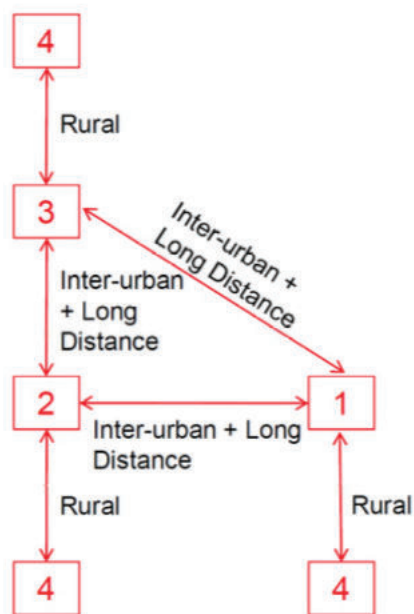 4
Rural
3
Inter-urban +
Long Distance
Inter-urban
+ Long
Distance
2
1
Inter-urban + Long
Distance
Rural
Rural
4
4